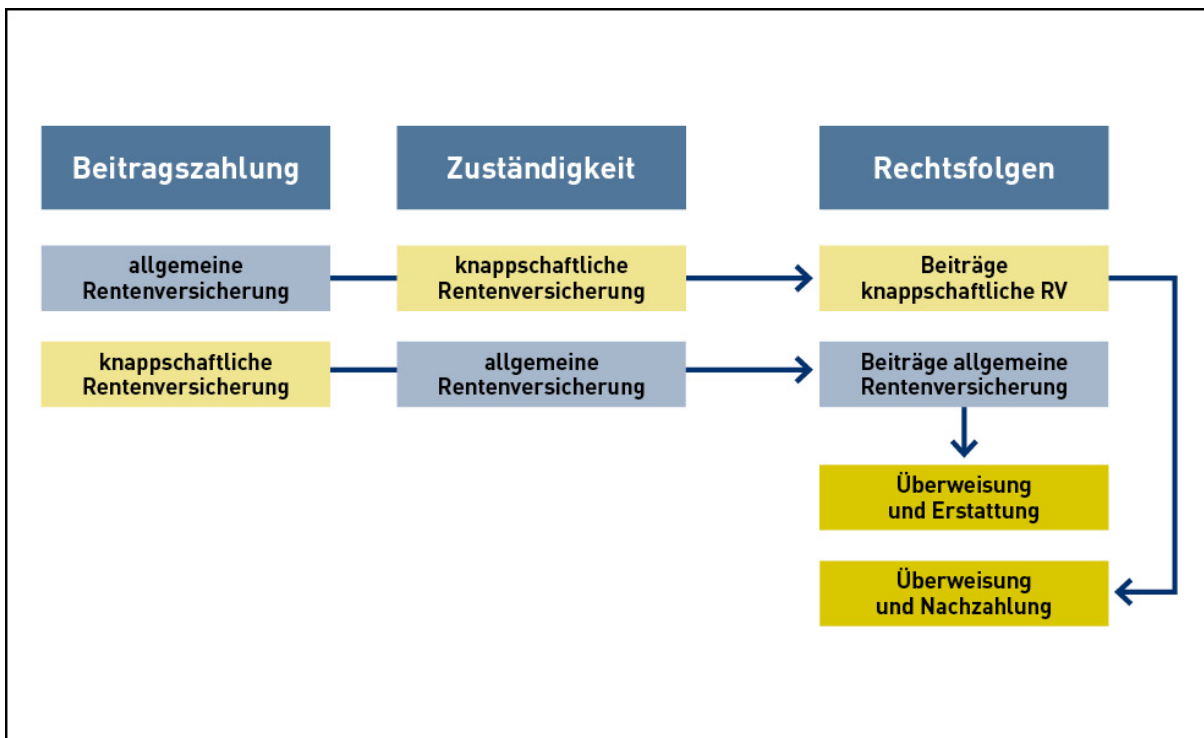 Beitragszahlung
Zuständigkeit
Rechtsfolgen
allgemeine
Rentenversicherung
knappschaftliche
Rentenversicherung
Beiträge
knappschaftliche RV
knappschaftliche
Rentenversicherung
allgemeine
Rentenversicherung
Beiträge allgemeine
Rentenversicherung
Überweisung
und Erstattung
Überweisung
und Nachzahlung